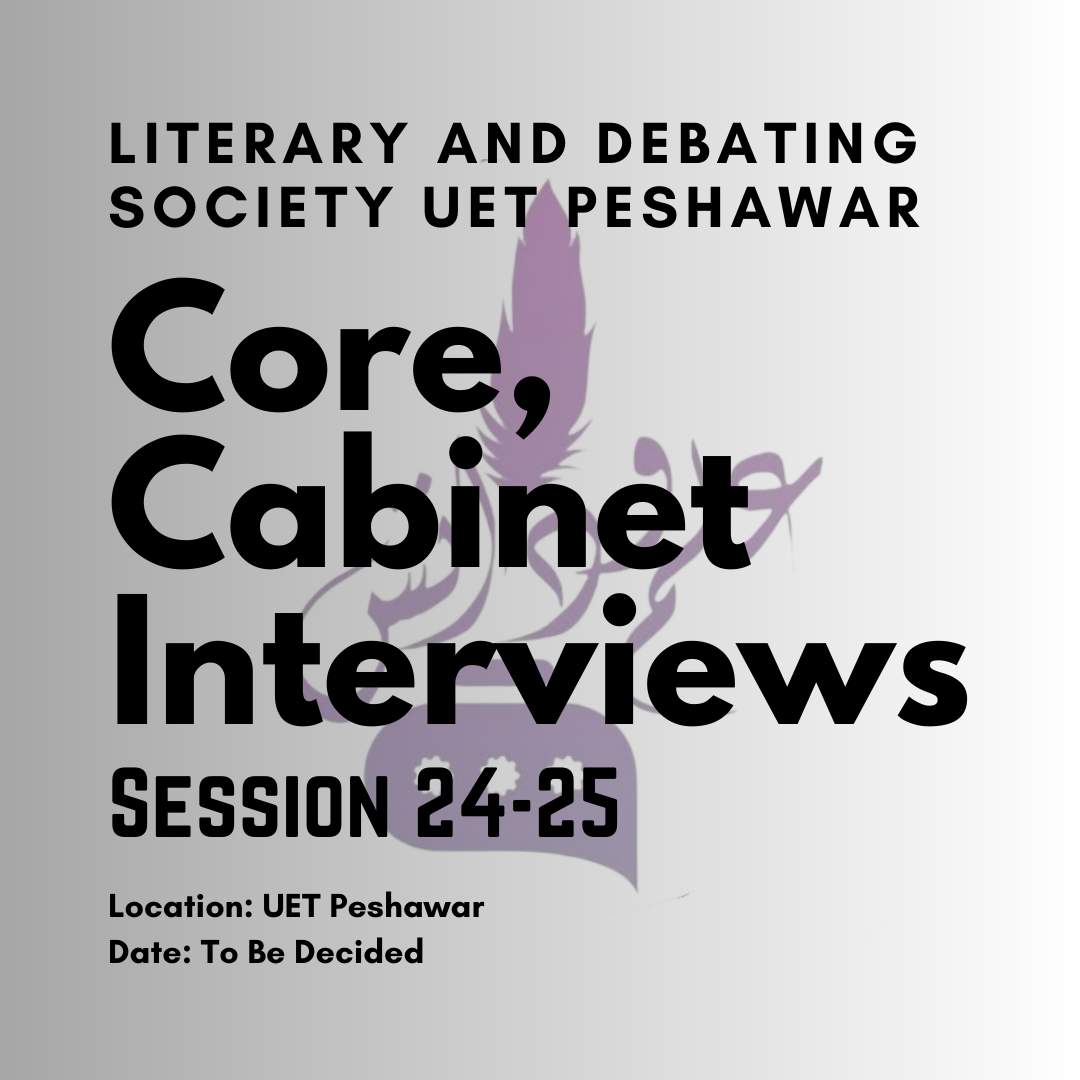 LITERARY AND DEBATING
SOCIETY UET PESHAWAR
Core,
Cabinet
Interviews
SESSION 24-25
Location: UET Peshawar
Date: To Be Decided